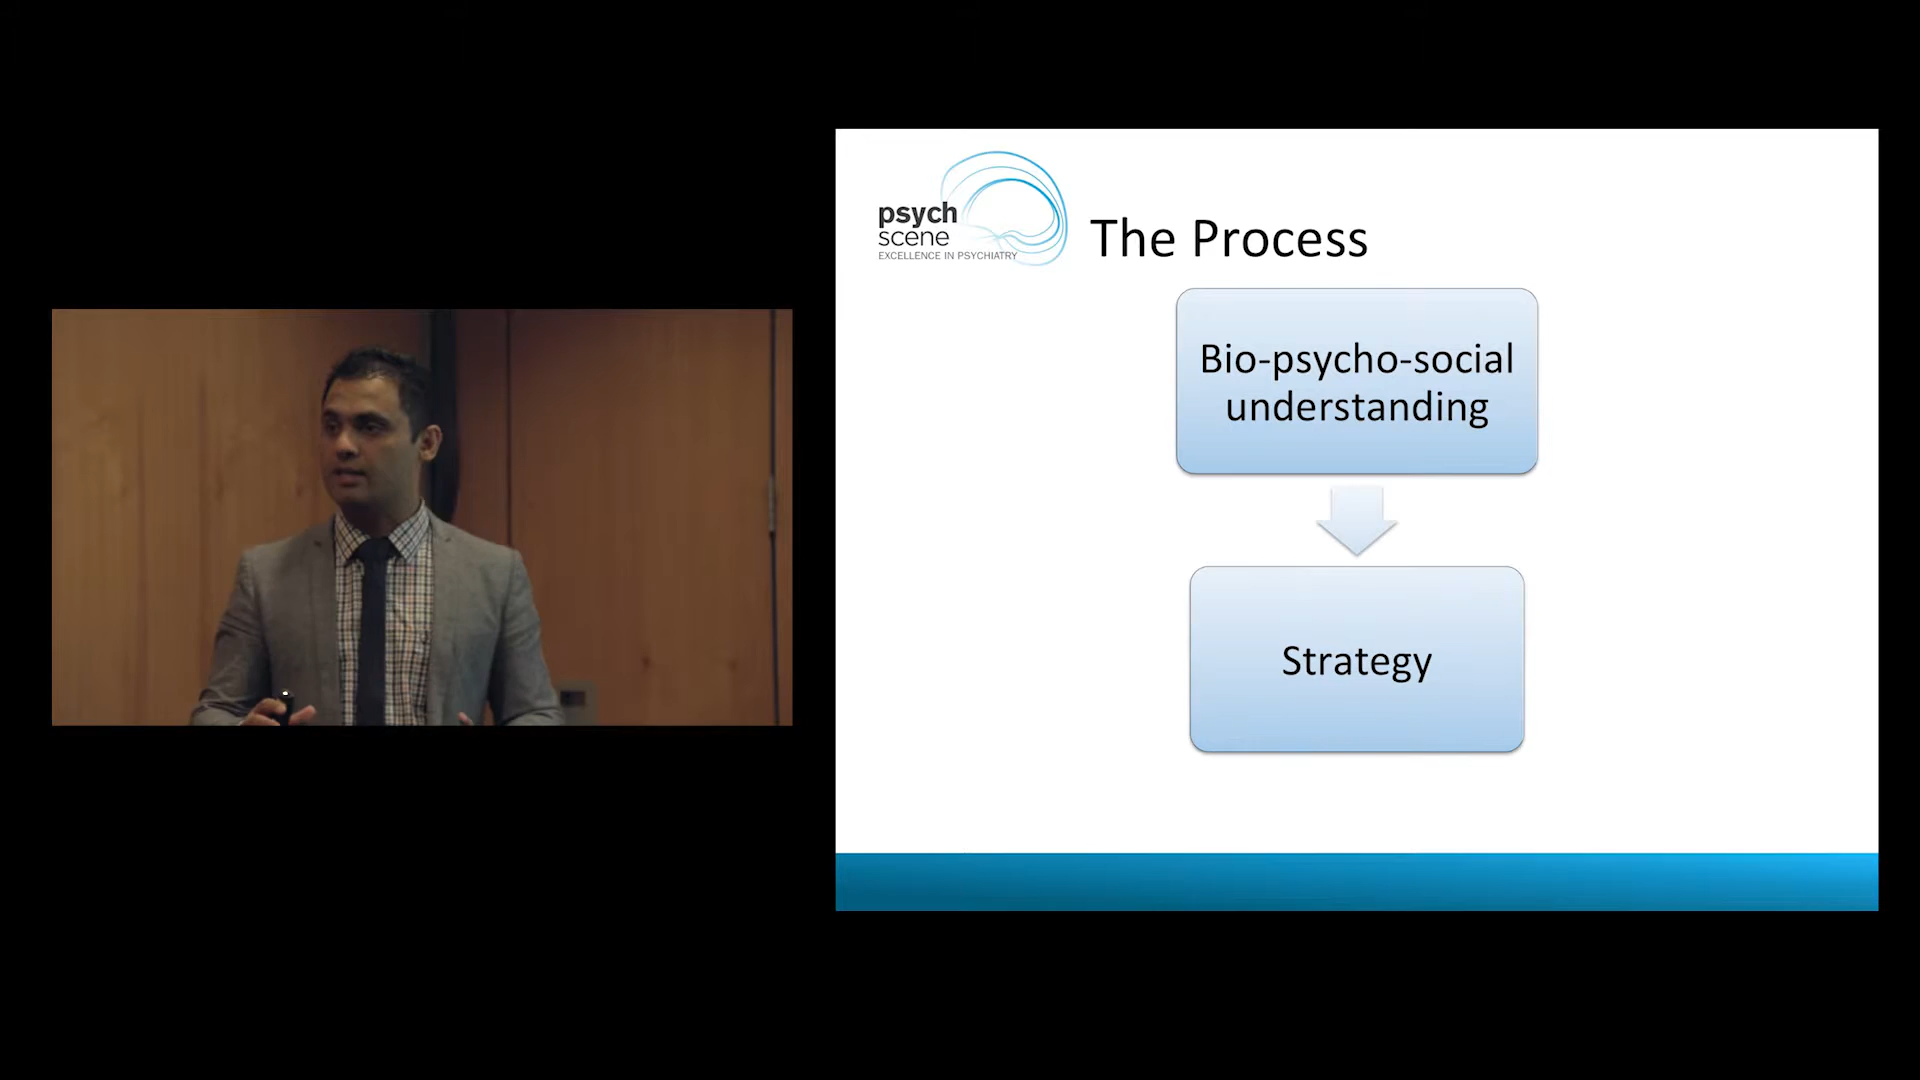 psych
scene
EXCELLENCE IN PSYCHIATRY
The Process
Bio-psycho-social
understanding
Strategy